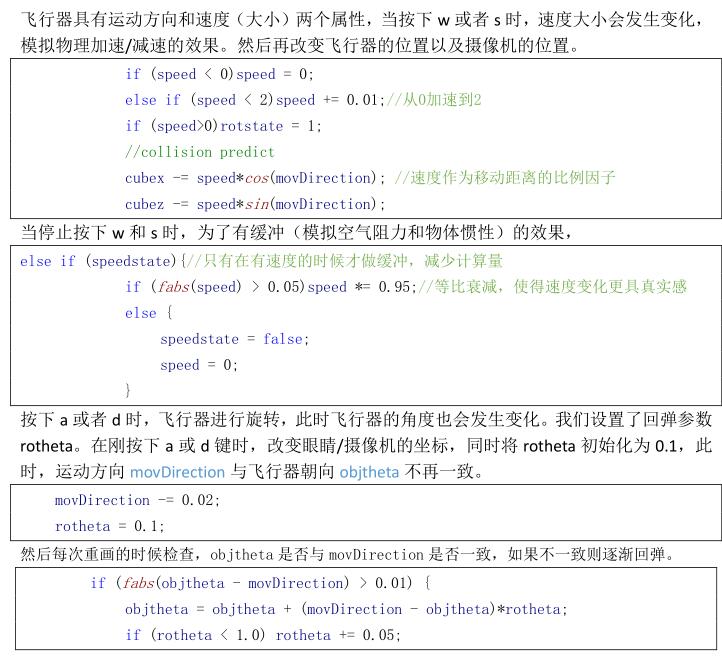 飞行器具有运动方向和速度（大小）两个属性，当按下 w 或者 s 时，速度大小会发生变化，
模拟物理加速/减速的效果。然后再改变飞行器的位置以及摄像机的位置。
if (speed < 0)speed = 0;
else if (speed < 2)speed += 0.01;//从0加速到2
if (speed>0)rotstate = 1;
//collision predict
cubex -= speed*cos(movDirection); //速度作为移动距离的比例因子
cubez -= speed*sin(movDirection);
当停止按下 w 和 s 时，为了有缓冲（模拟空气阻力和物体惯性）的效果，
else if (speedstate){//只有在有速度的时候才做缓冲，减少计算量
if (fabs(speed) > 0.05)speed *= 0.95;//等比衰减，使得速度变化更具真实感
else {
speedstate = false;
speed = 0;
}
按下 a 或者 d 时，飞行器进行旋转，此时飞行器的角度也会发生变化。我们设置了回弹参数
rotheta。在刚按下 a 或 d 键时，改变眼睛/摄像机的坐标，同时将 rotheta 初始化为 0.1，此
时，运动方向 movDirection 与飞行器朝向 objtheta 不再一致。
movDirection -= 0.02;
rotheta = 0.1;
然后每次重画的时候检查，objtheta 是否与 movDirection 是否一致，如果不一致则逐渐回弹。
if (fabs(objtheta - movDirection) > 0.01) {
objtheta = objtheta + (movDirection - objtheta)*rotheta;
if (rotheta < 1.0) rotheta += 0.05;